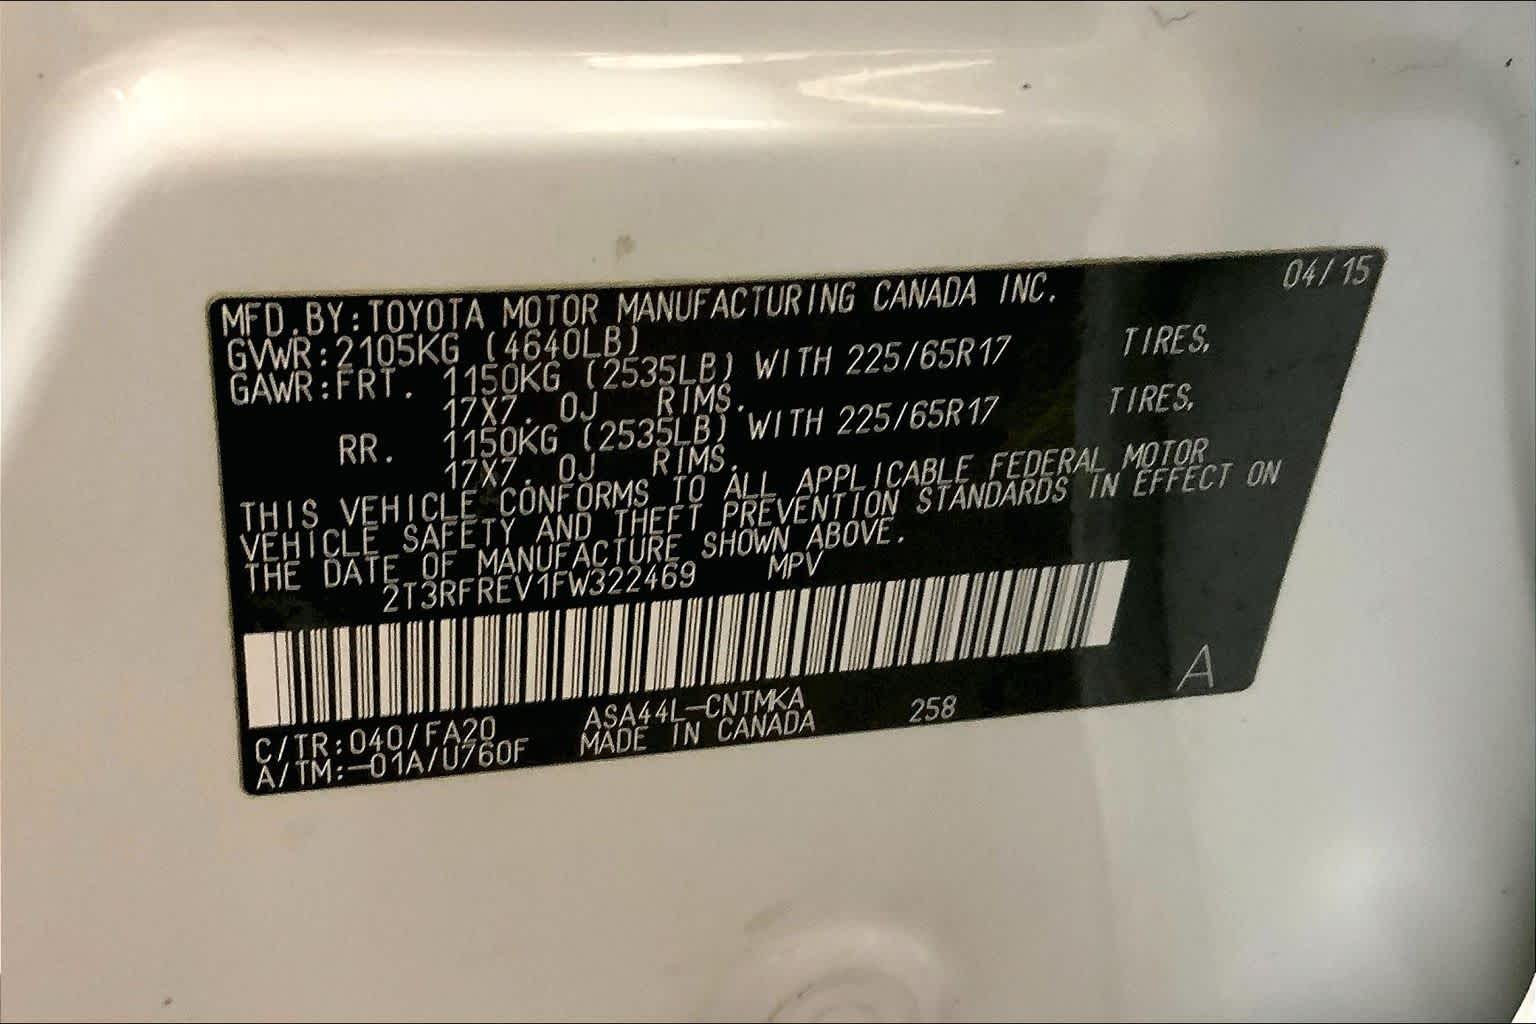 MFD.BY:TOYOTA MOTOR MANUFACTURING CANADA INC. 04/15
GVWR:2105KG (4640LB)
GAWR:FRT. 1150KG (2535LB) WITH 225/65R17 TIRES,
17X7.0J RIMS.
RR. 1150KG (2535LB) WITH 225/65R17 TIRES,
17X7.0J RIMS.
THIS VEHICLE CONFORMS TO ALL APPLICABLE FEDERAL MOTOR
VEHICLE SAFETY AND THEFT PREVENTION STANDARDS IN EFFECT ON
THE DATE OF MANUFACTURE SHOWN ABOVE.
2T3RFREV1FW322469 MPV
A
C/TR:040/FA20 ASA44L-CNTMKA 258
A/TM:-01A/U760F MADE IN CANADA